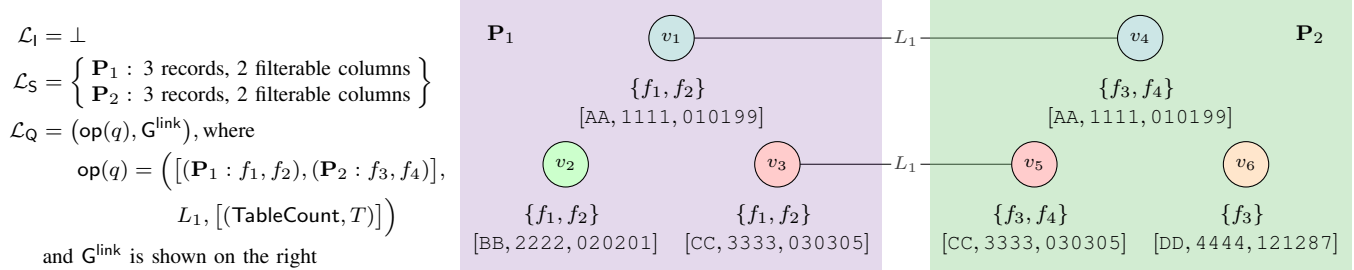 𝓛_I = ⊥
𝓛_S = { P₁ : 3 records, 2 filterable columns
P₂ : 3 records, 2 filterable columns }
𝓛_Q = (op(q), G^link), where
op(q) = ([(P₁ : f₁, f₂), (P₂ : f₃, f₄)],
L₁, [(TableCount, T)])
and G^link is shown on the right
P₁ v₁ L₁ v₄ P₂
{f₁, f₂} {f₃, f₄}
[AA, 1111, 010199] [AA, 1111, 010199]
v₂ v₃ L₁ v₅ v₆
{f₁, f₂} {f₁, f₂} {f₃, f₄} {f₃}
[BB, 2222, 020201] [CC, 3333, 030305] [CC, 3333, 030305] [DD, 4444, 121287]